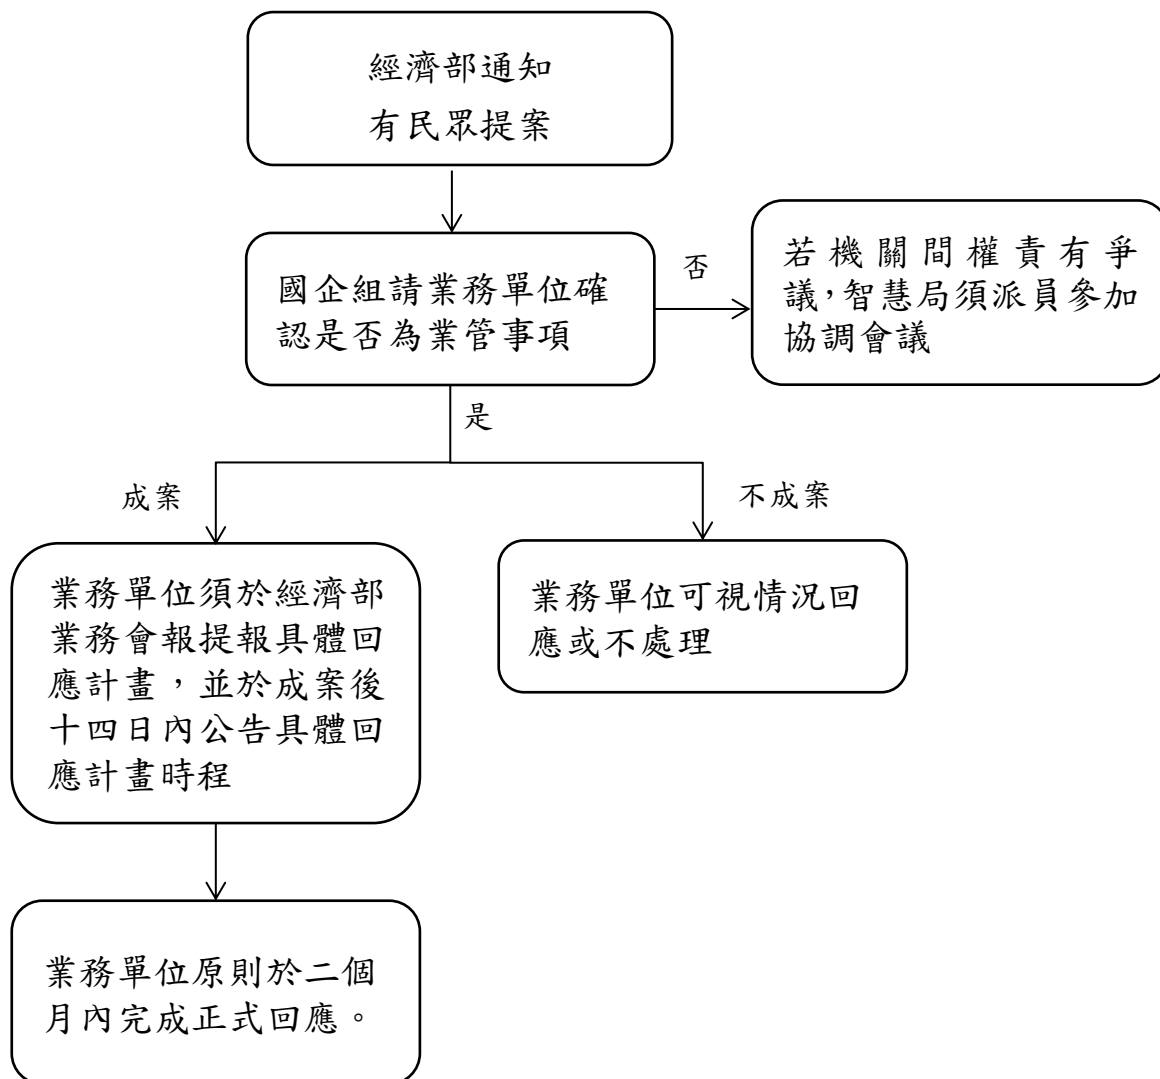 經濟部通知
有民眾提案
國企組請業務單位確
認是否為業管事項
否
若機關間權責有爭
議，智慧局須派員參加
協調會議
是
成案
不成案
業務單位須於經濟部
業務會報提報具體回
應計畫，並於成案後
十四日內公告具體回
應計畫時程
業務單位可視情況回
應或不處理
業務單位原則於二個
月內完成正式回應。